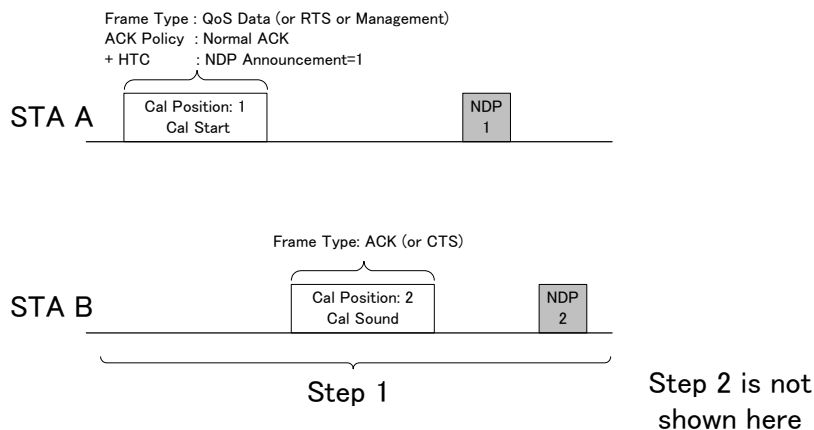 Frame Type : QoS Data (or RTS or Management)
ACK Policy : Normal ACK
+ HTC : NDP Announcement=1
STA A
Cal Position: 1
Cal Start
NDP
1
Frame Type: ACK (or CTS)
STA B
Cal Position: 2
Cal Sound
NDP
2
Step 1
Step 2 is not
shown here